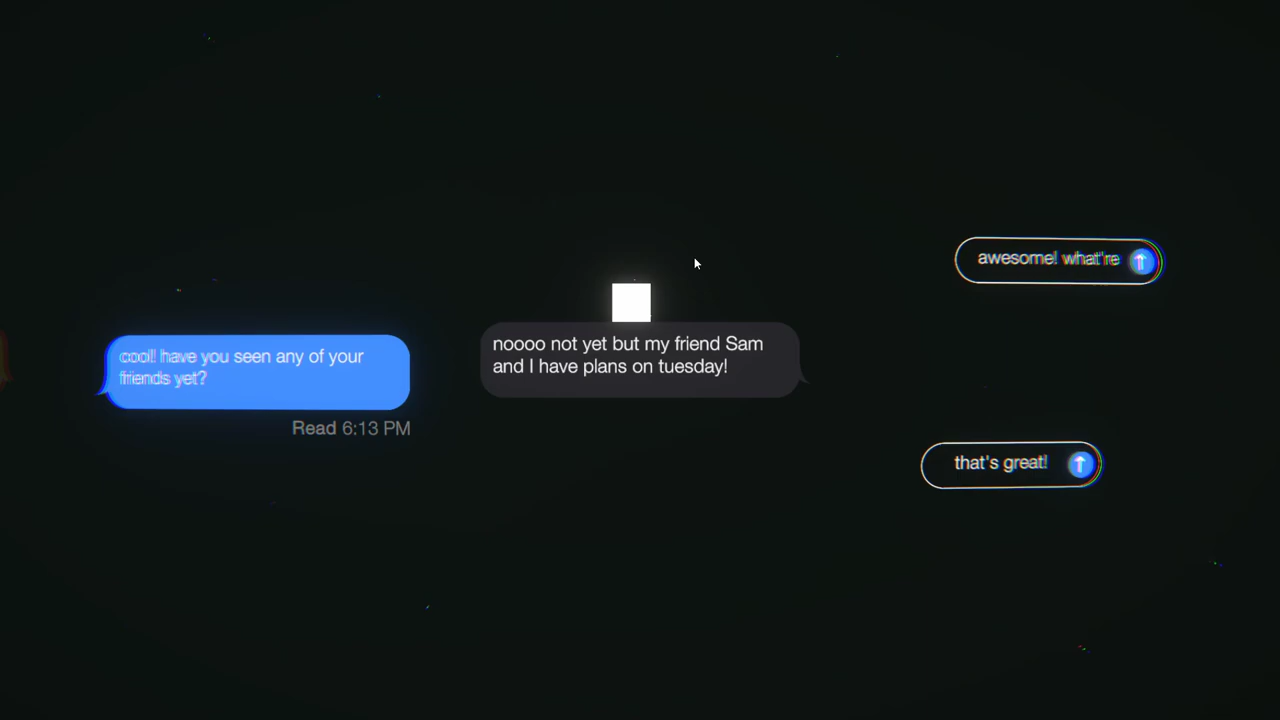 cool! have you seen any of your
friends yet?
Read 6:13 PM
noooo not yet but my friend Sam
and I have plans on tuesday!
awesome! what're
that's great!